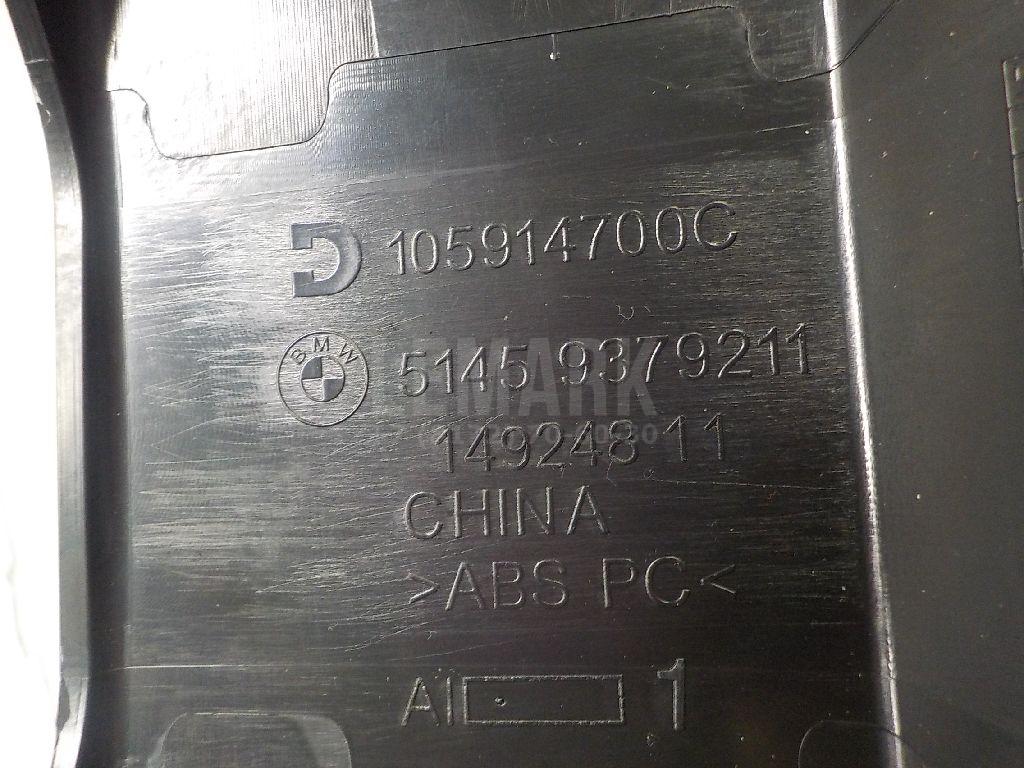 105914700C
BMW 5145 9379211
14924811
CHINA
>ABS PC<
AI 1